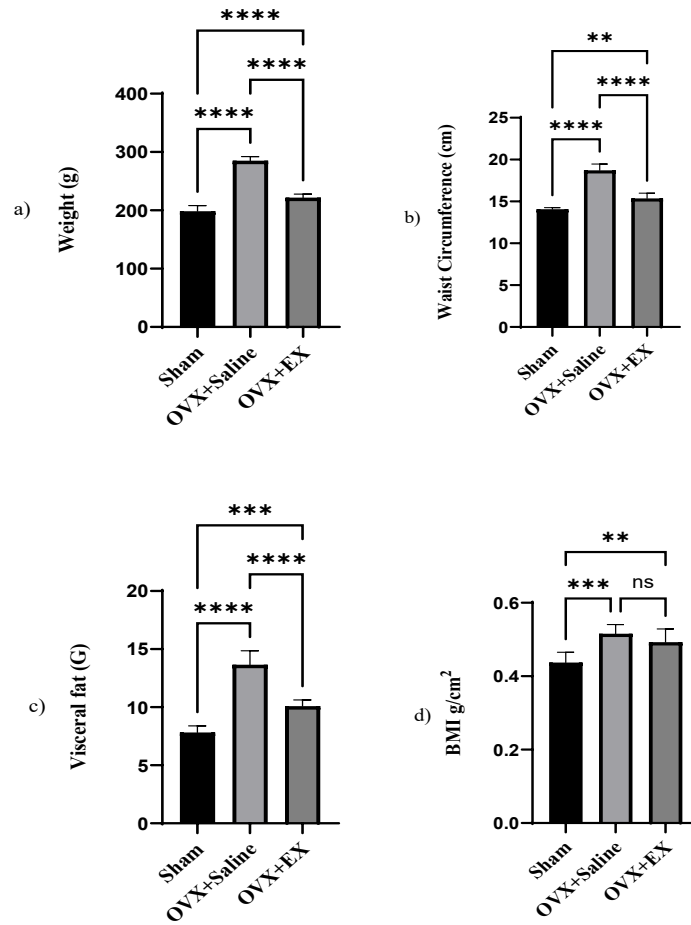 a)
Weight (g)
400
300
200
100
0
****
****
****
Sham
OVX+Saline
OVX+EX
b)
Waist Circumference (cm)
25
20
15
10
5
0
**
****
****
Sham
OVX+Saline
OVX+EX
c)
Visceral fat (G)
20
15
10
5
0
***
****
****
Sham
OVX+Saline
OVX+EX
d)
BMI g/cm²
0.6
0.4
0.2
0.0
**
***
ns
Sham
OVX+Saline
OVX+EX